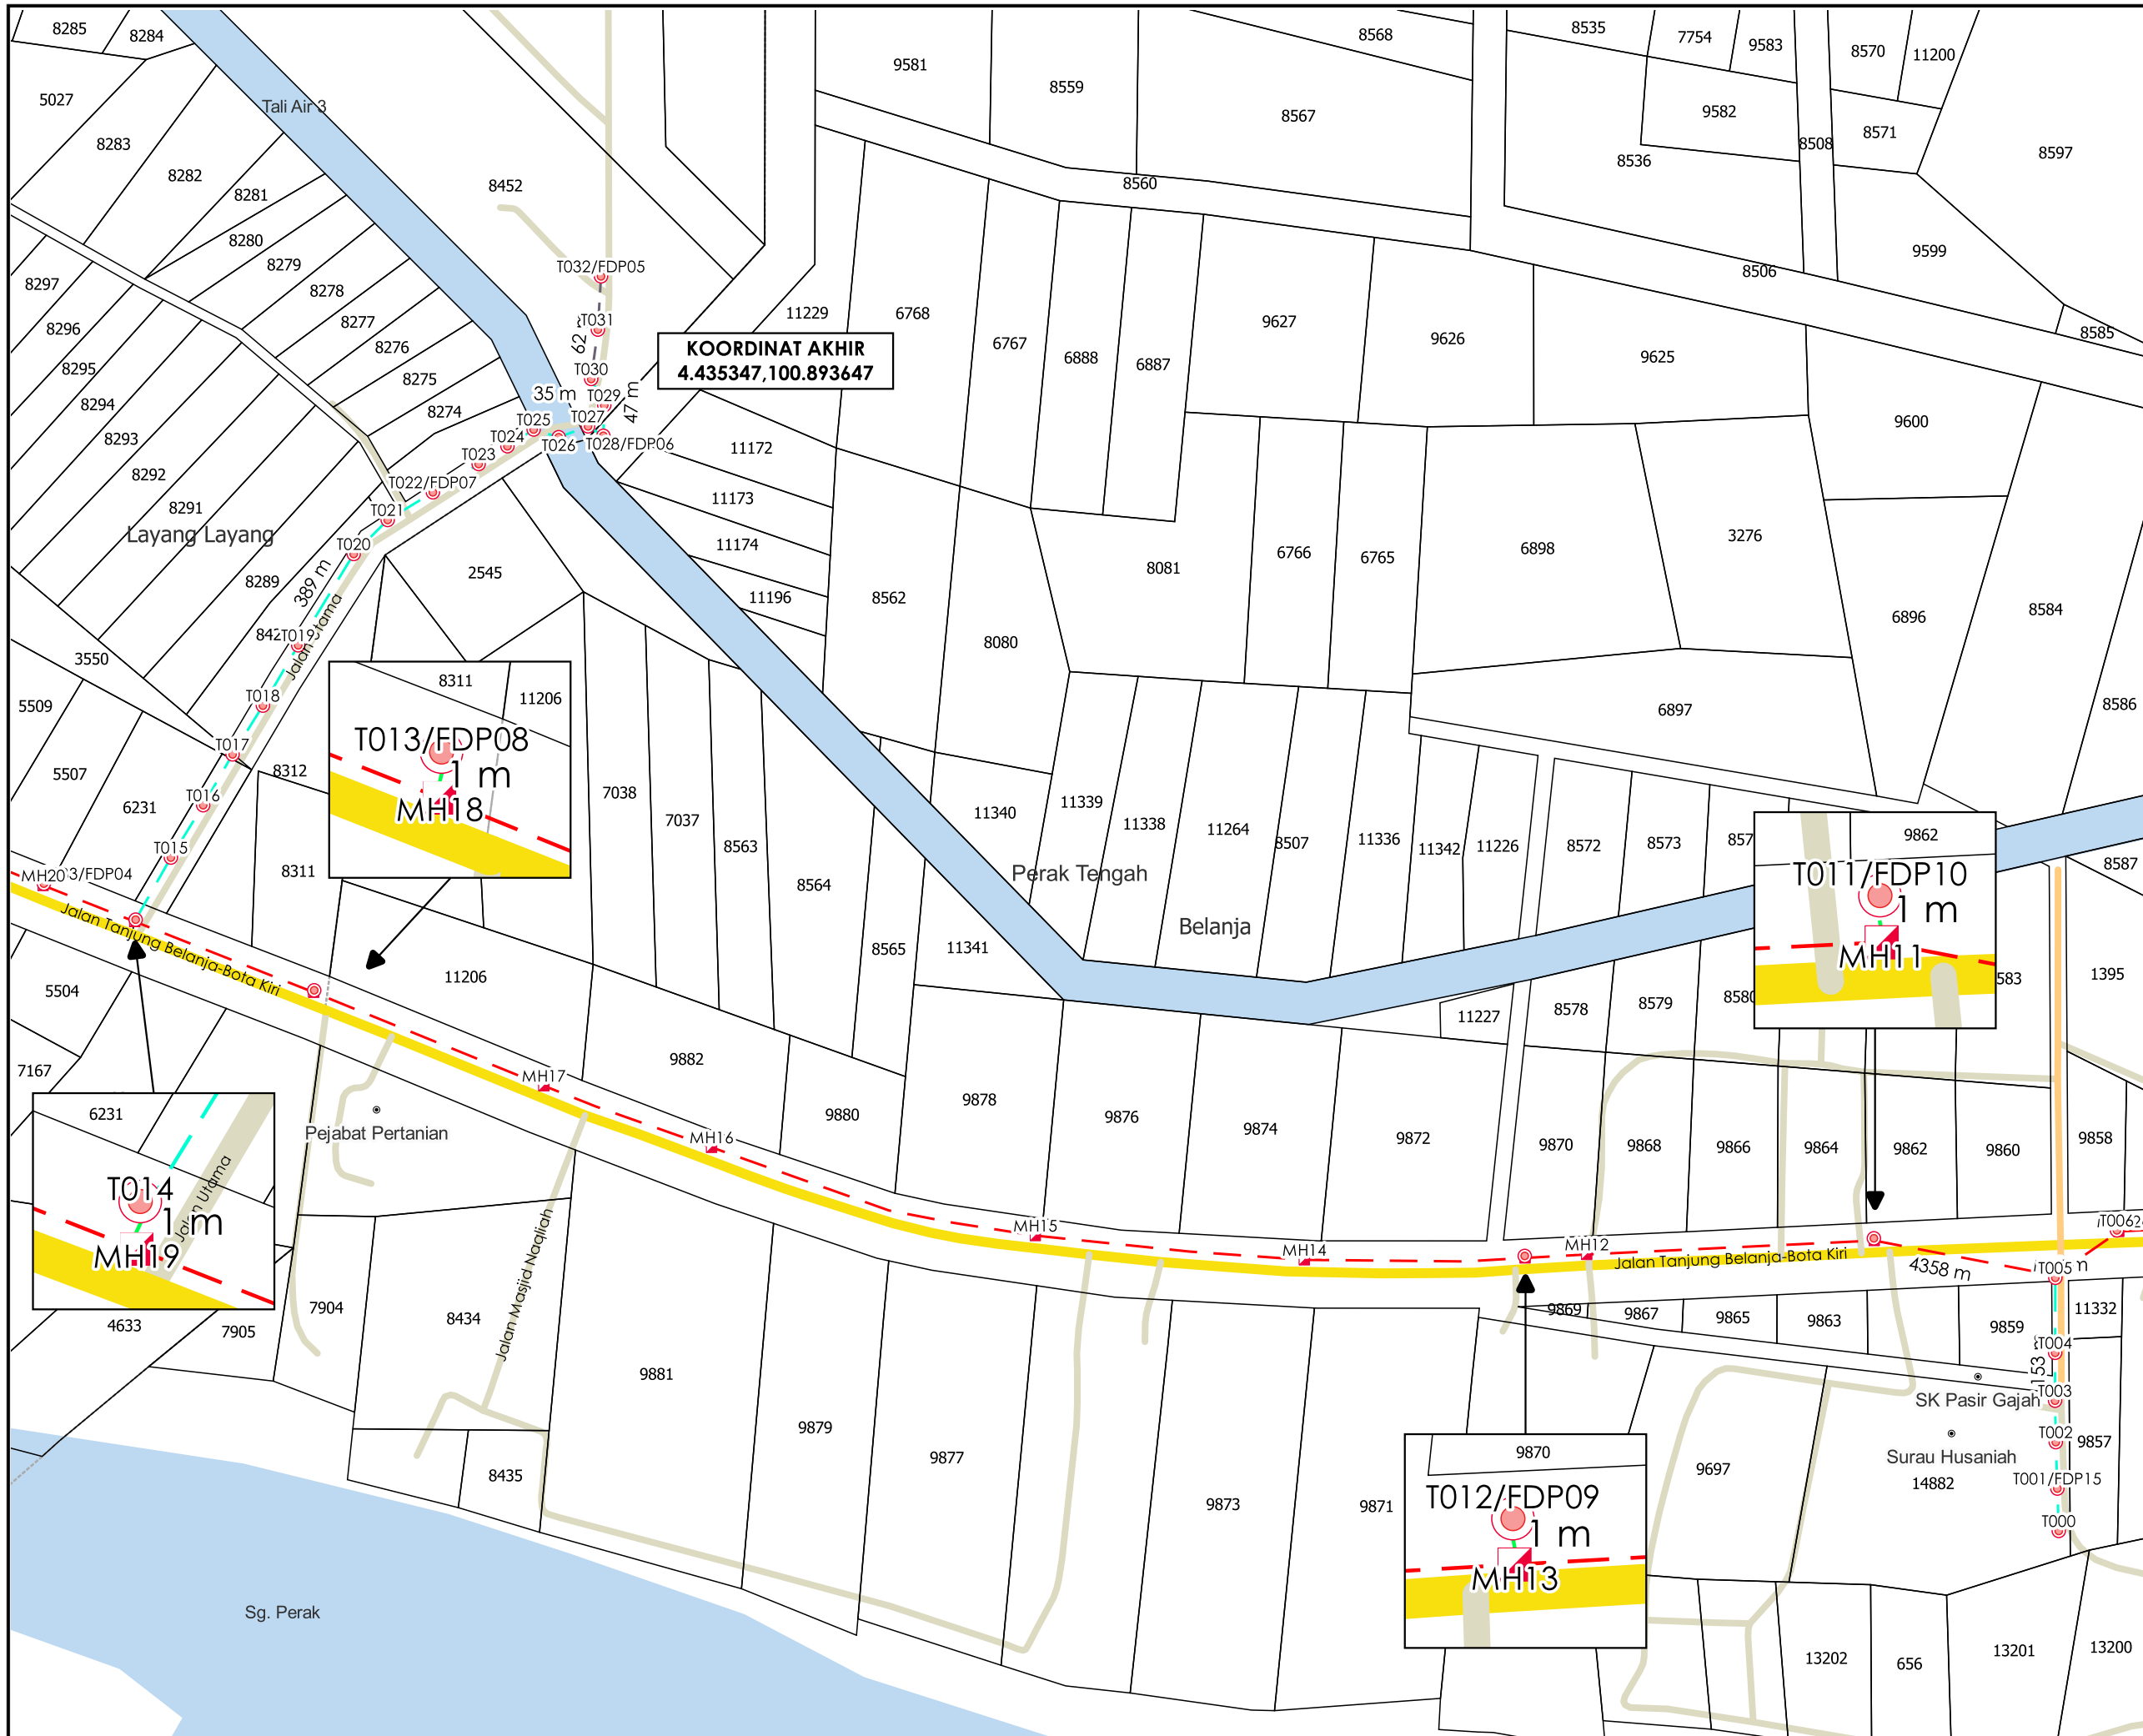 8285
8284
9581
8559
8568
8535
7754
9583
8570
11200
5027
Tali Air 3
8567
9582
8508
8571
8283
8536
8597
8282
8281
8452
8560
8280
9599
8279
8506
8297
T032/FDP05
8278
8296
8277
T031
62
11229
6768
9627
9626
8585
KOORDINAT AKHIR
4.435347,100.893647
8276
6767
6888
6887
9625
8295
8275
T030
35 m
T029
47 m
8294
8274
T025
T027
9600
8293
T024
T026
T028/FDP06
11172
8292
T023
T022/FDP07
11173
8291
T021
Layang Layang
T020
11174
8081
6766
6765
6898
3276
8289
389 m
2545
11196
8562
8584
6896
Jalan Utama
T019
8080
3550
T018
5509
8311
11206
6897
8586
T017
T013/FDP08
1 m
MH18
5507
8312
6231
T016
7038
7037
8563
11340
11339
11338
11264
8507
11336
11342
11226
8572
8573
9862
T015
8311
8564
Perak Tengah
T011/FDP10
1 m
MH11
8587
MH20
3/FDP04
Jalan Tanjung Belanja-Bota Kiri
Belanja
8565
11341
5504
11206
11227
8578
8579
8580
583
1395
7167
MH17
9882
9880
9878
9876
9874
9872
9870
9868
9866
9864
9862
9860
9858
6231
Pejabat Pertanian
MH16
T014
1 m
MH19
Jalan Utama
MH15
MH14
MH12
Jalan Tanjung Belanja-Bota Kiri
4358 m
T005
T006
7904
8434
Jalan Masjid Naqliah
4633
7905
9869
9867
9865
9863
9859
11332
T004
153
9881
T003
SK Pasir Gajah
9879
9877
9870
T002
9857
Surau Husaniah
8435
9873
9871
T012/FDP09
1 m
MH13
9697
14882
T001/FDP15
T000
Sg. Perak
13202
656
13201
13200